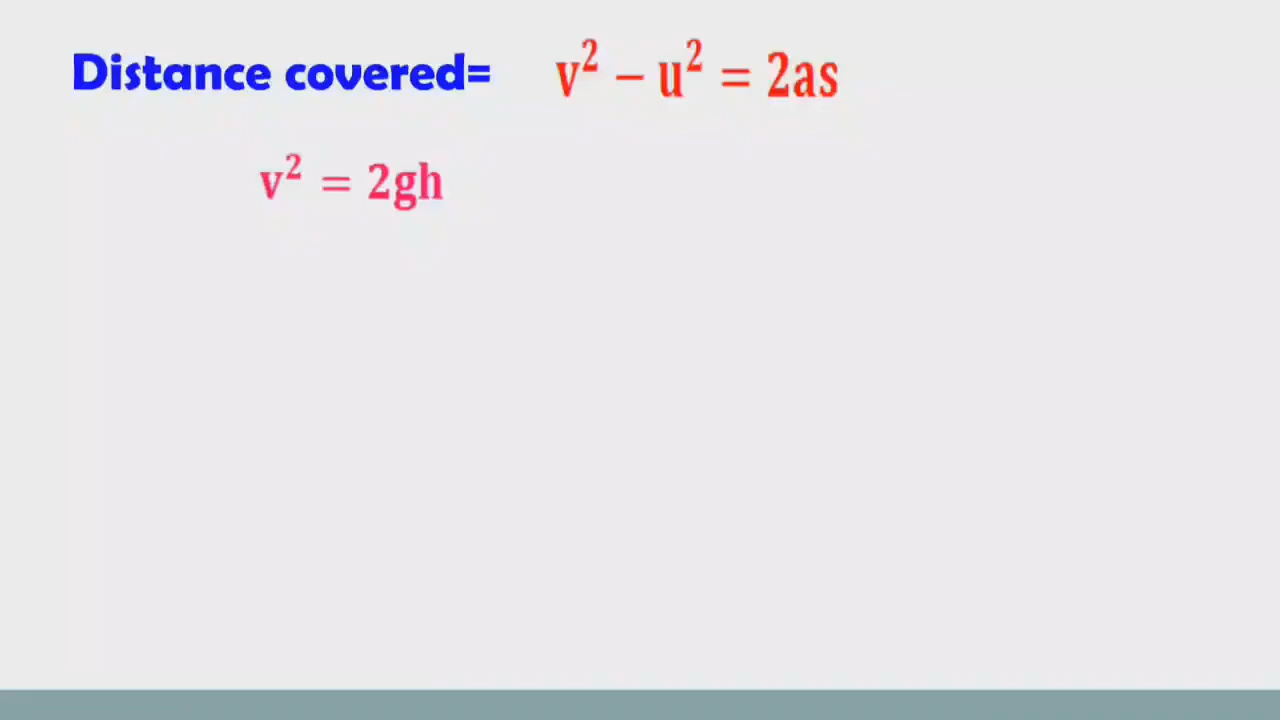 Distance covered= v² − u² = 2as
v² = 2gh